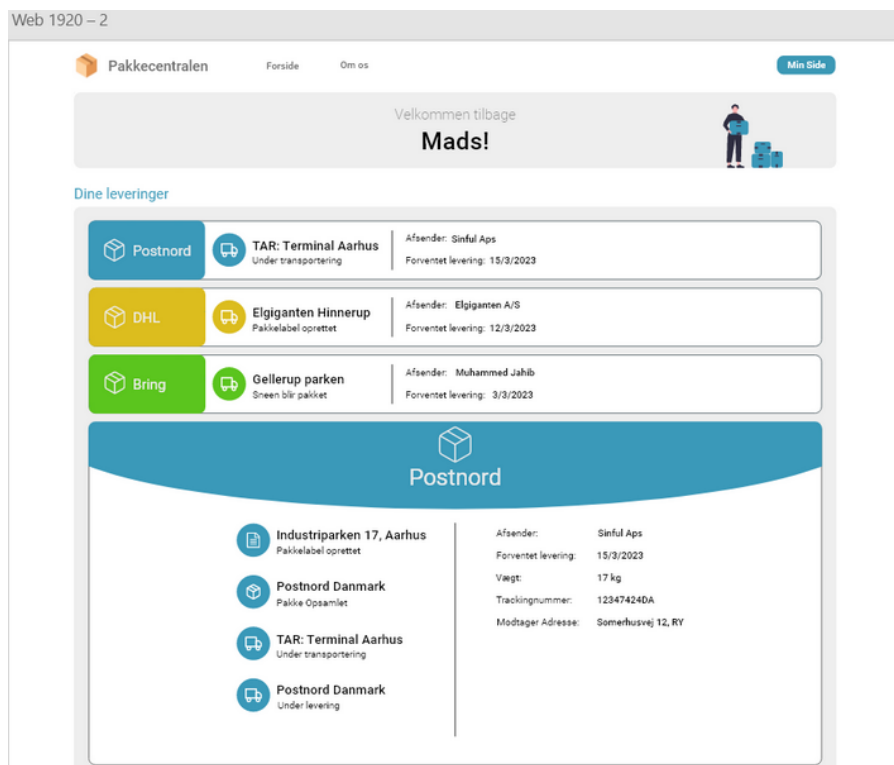 Web 1920 – 2
Pakkecentralen Forside Om os Min Side
Velkommen tilbage
Mads!
Dine leveringer
Postnord
TAR: Terminal Aarhus
Under transportering
Afsender: Sinful Aps
Forventet levering: 15/3/2023
DHL
Elgiganten Hinnerup
Pakkelabel oprettet
Afsender: Elgiganten A/S
Forventet levering: 12/3/2023
Bring
Gellerup parken
Sneen blir pakket
Afsender: Muhammed Jahib
Forventet levering: 3/3/2023
Postnord
Industriparken 17, Aarhus
Pakkelabel oprettet
Postnord Danmark
Pakke Opsamlet
TAR: Terminal Aarhus
Under transportering
Postnord Danmark
Under levering
Afsender: Sinful Aps
Forventet levering: 15/3/2023
Vægt: 17 kg
Trackingnummer: 12347424DA
Modtager Adresse: Somerhusvej 12, RY